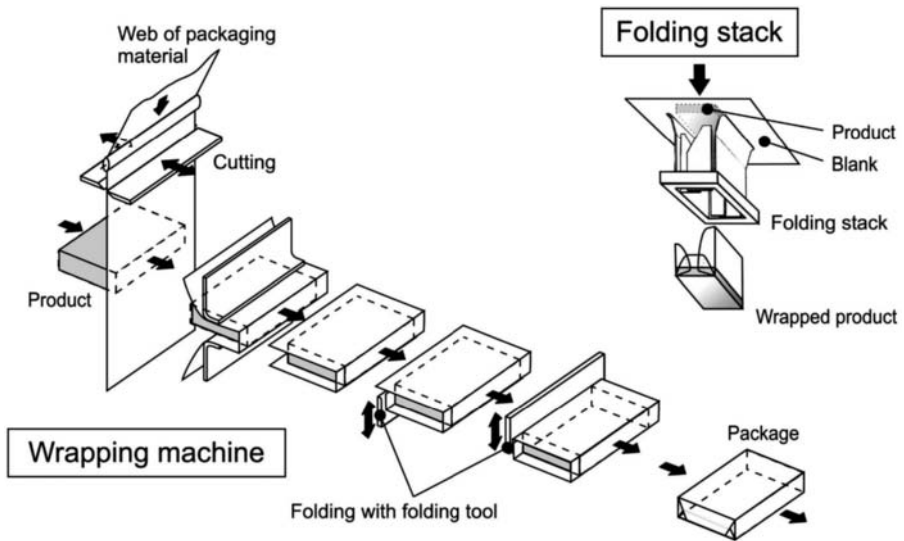 Web of packaging
material
Cutting
Product
Wrapping machine
Folding with folding tool
Package
Folding stack
Product
Blank
Folding stack
Wrapped product